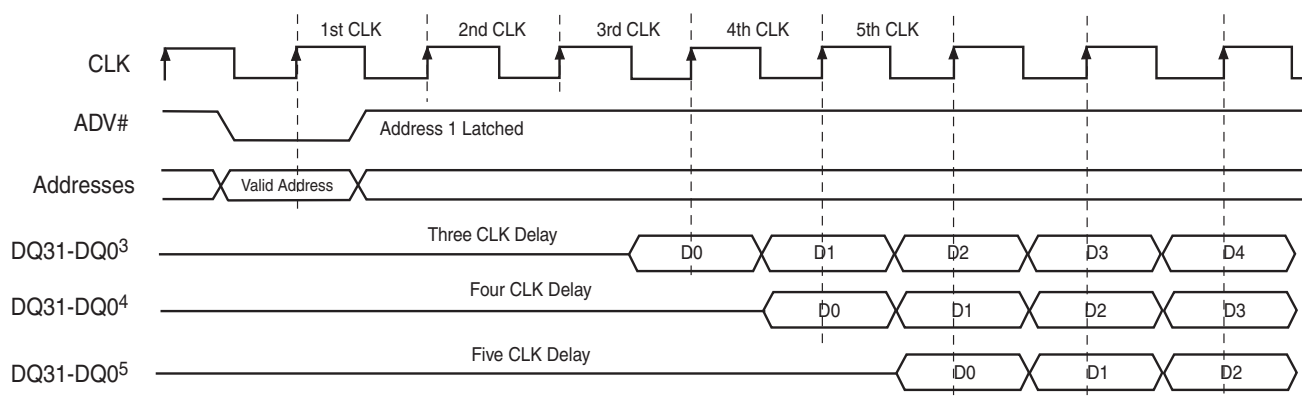 1st CLK 2nd CLK 3rd CLK 4th CLK 5th CLK
CLK
ADV# Address 1 Latched
Addresses Valid Address
DQ31-DQ0³ Three CLK Delay D0 D1 D2 D3 D4
DQ31-DQ0⁴ Four CLK Delay D0 D1 D2 D3
DQ31-DQ0⁵ Five CLK Delay D0 D1 D2